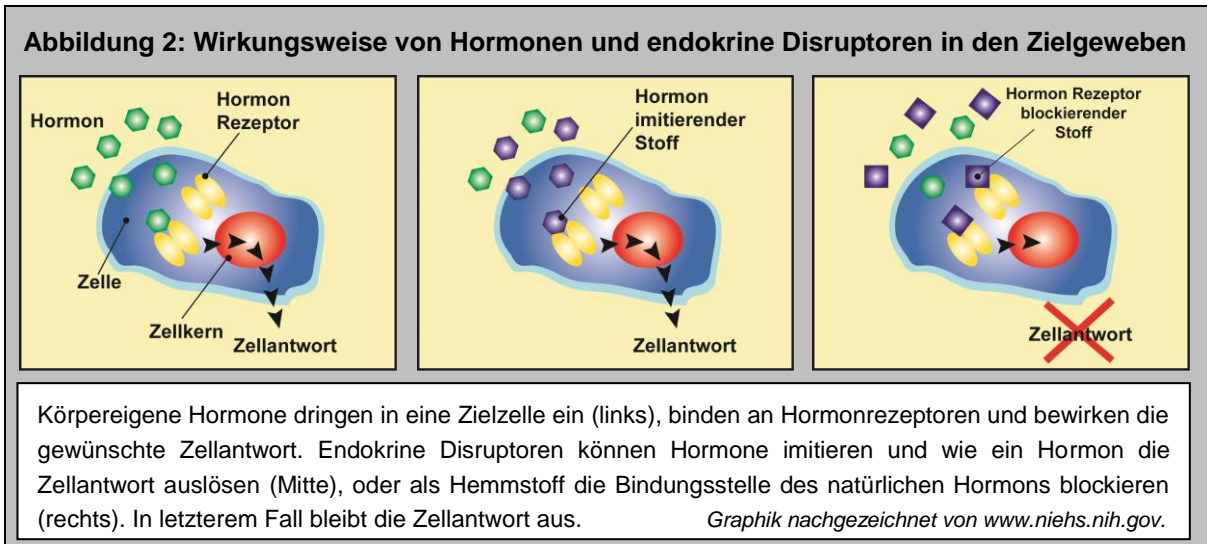 Abbildung 2: Wirkungsweise von Hormonen und endokrine Disruptoren in den Zielgeweben
Hormon
Hormon
Rezeptor
Zelle
Zellkern
Zellantwort
Hormon
imitierender
Stoff
Zellantwort
Hormon Rezeptor
blockierender
Stoff
Zellantwort
Körpereigene Hormone dringen in eine Zielzelle ein (links), binden an Hormonrezeptoren und bewirken die
gewünschte Zellantwort. Endokrine Disruptoren können Hormone imitieren und wie ein Hormon die
Zellantwort auslösen (Mitte), oder als Hemmstoff die Bindungsstelle des natürlichen Hormons blockieren
(rechts). In letzterem Fall bleibt die Zellantwort aus. Graphik nachgezeichnet von www.niehs.nih.gov.